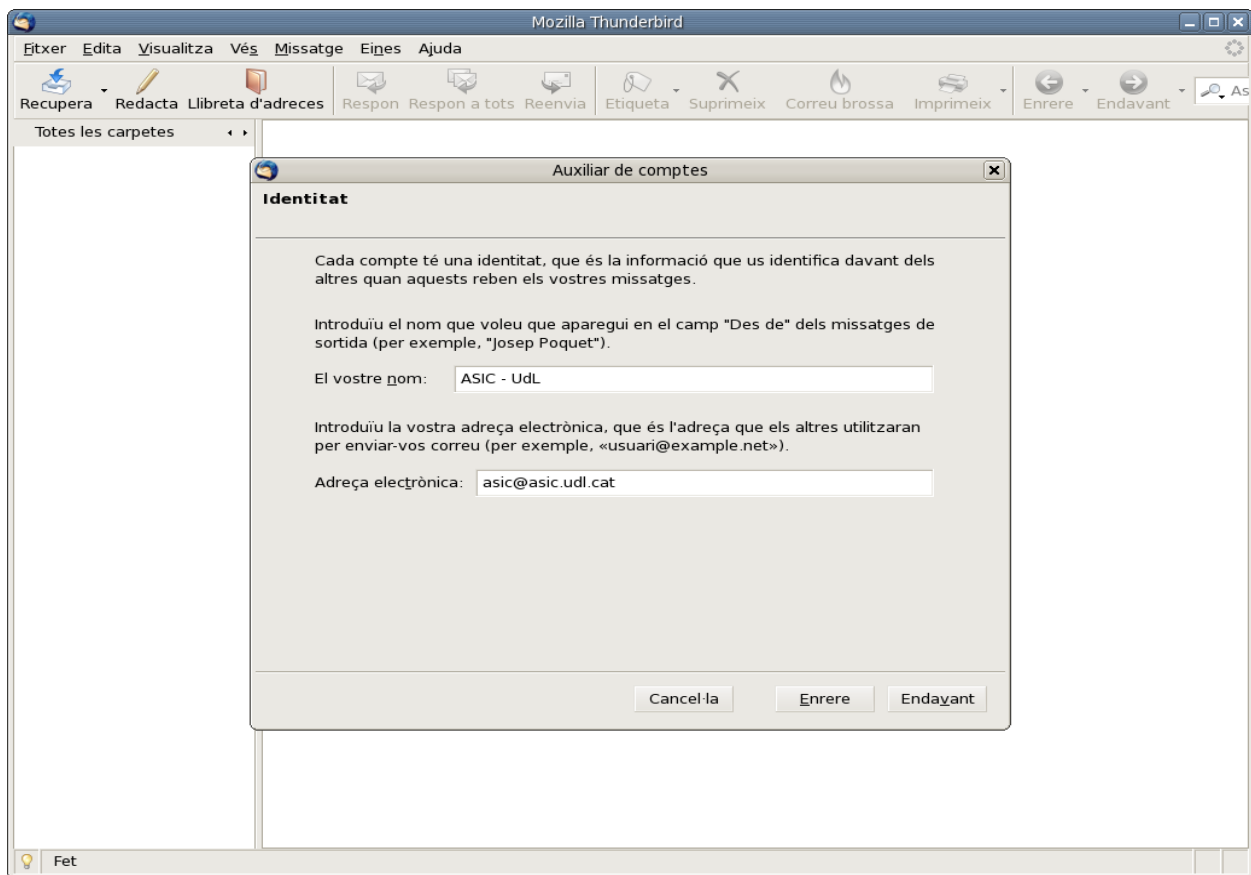 Mozilla Thunderbird
Fitxer Edita Visualitza Vés Missatge Eines Ajuda
Recupera Redacta Llibreta d'adreces Respon Respon a tots Reenvia Etiqueta Suprimeix Correu brossa Imprimeix Enrere Endavant As
Totes les carpetes
Auxiliar de comptes
Identitat
Cada compte té una identitat, que és la informació que us identifica davant dels
altres quan aquests reben els vostres missatges.
Introduïu el nom que voleu que aparegui en el camp "Des de" dels missatges de
sortida (per exemple, "Josep Poquet").
El vostre nom: ASIC - UdL
Introduïu la vostra adreça electrònica, que és l'adreça que els altres utilitzaran
per enviar-vos correu (per exemple, «usuari@example.net»).
Adreça electrònica: asic@asic.udl.cat
Cancel·la Enrere Endavant
Fet